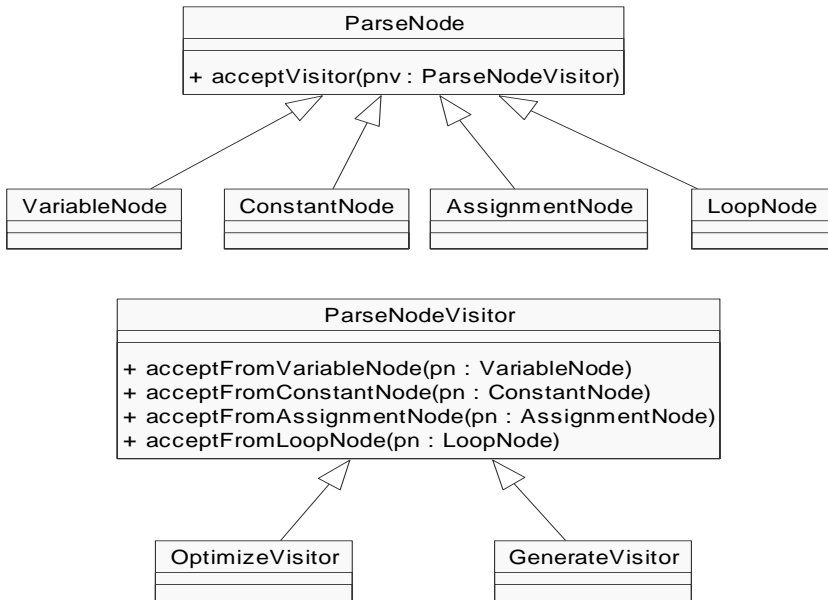 ParseNode
+ acceptVisitor(pnv : ParseNodeVisitor)
VariableNode
ConstantNode
AssignmentNode
LoopNode
ParseNodeVisitor
+ acceptFromVariableNode(pn : VariableNode)
+ acceptFromConstantNode(pn : ConstantNode)
+ acceptFromAssignmentNode(pn : AssignmentNode)
+ acceptFromLoopNode(pn : LoopNode)
OptimizeVisitor
GenerateVisitor